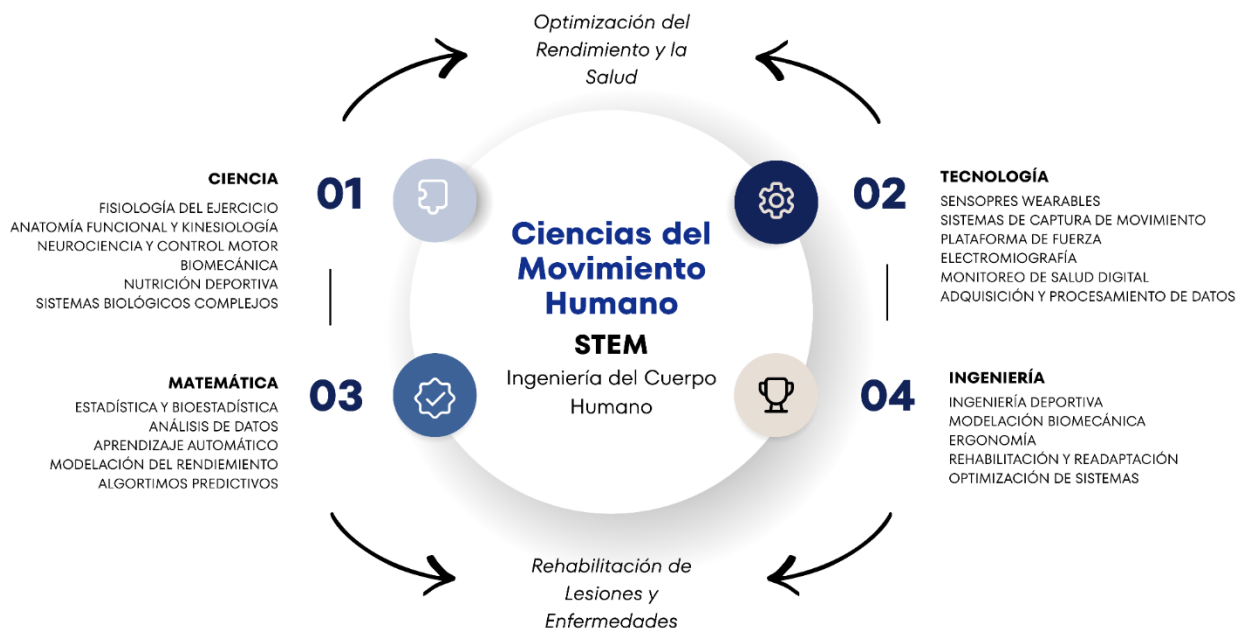 Optimización del
Rendimiento y la
Salud
CIENCIA
01
FISIOLOGÍA DEL EJERCICIO
ANATOMÍA FUNCIONAL Y KINESIOLOGÍA
NEUROCIENCIA Y CONTROL MOTOR
BIOMECÁNICA
NUTRICIÓN DEPORTIVA
SISTEMAS BIOLÓGICOS COMPLEJOS
02
TECNOLOGÍA
SENSOPRES WEARABLES
SISTEMAS DE CAPTURA DE MOVIMIENTO
PLATAFORMA DE FUERZA
ELECTROMIOGRAFÍA
MONITOREO DE SALUD DIGITAL
ADQUISICIÓN Y PROCESAMIENTO DE DATOS
Ciencias del
Movimiento
Humano
STEM
Ingeniería del Cuerpo
Humano
MATEMÁTICA
03
ESTADÍSTICA Y BIOESTADÍSTICA
ANÁLISIS DE DATOS
APRENDIZAJE AUTOMÁTICO
MODELACIÓN DEL RENDIEMIENTO
ALGORTIMOS PREDICTIVOS
04
INGENIERÍA
INGENIERÍA DEPORTIVA
MODELACIÓN BIOMECÁNICA
ERGONOMÍA
REHABILITACIÓN Y READAPTACIÓN
OPTIMIZACIÓN DE SISTEMAS
Rehabilitación de
Lesiones y
Enfermedades